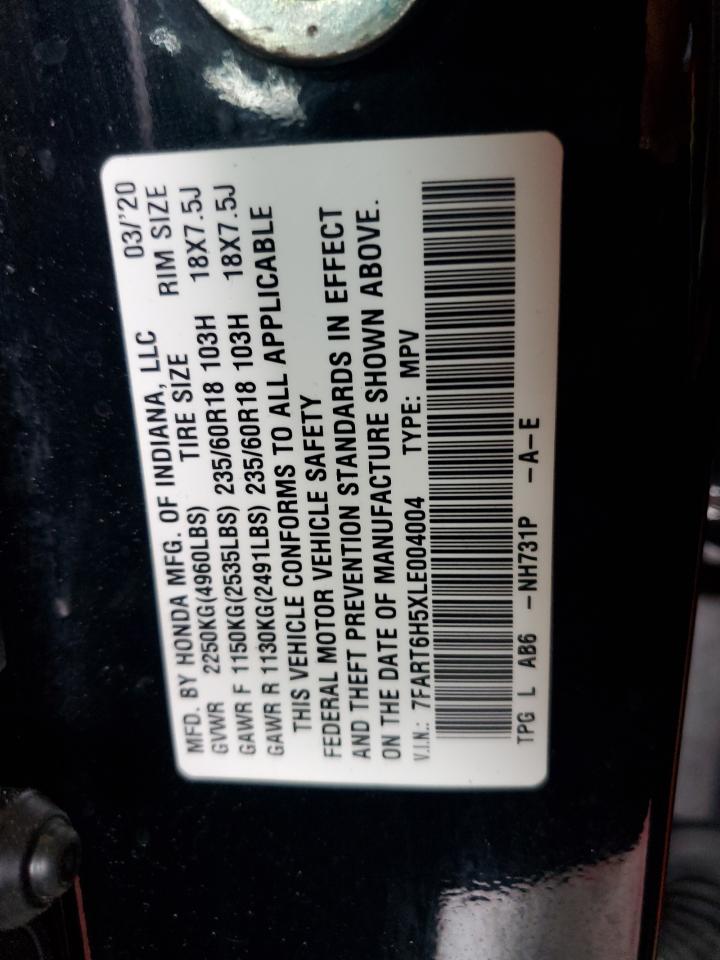 MFD. BY HONDA MFG. OF INDIANA, LLC 03/'20
GVWR 2250KG(4960LBS) TIRE SIZE RIM SIZE
GAWR F 1150KG(2535LBS) 235/60R18 103H 18X7.5J
GAWR R 1130KG(2491LBS) 235/60R18 103H 18X7.5J
THIS VEHICLE CONFORMS TO ALL APPLICABLE
FEDERAL MOTOR VEHICLE SAFETY
AND THEFT PREVENTION STANDARDS IN EFFECT
ON THE DATE OF MANUFACTURE SHOWN ABOVE.
V.I.N.: 7FART6H5XLE004004 TYPE: MPV
TPG L AB6 -NH731P -A-E